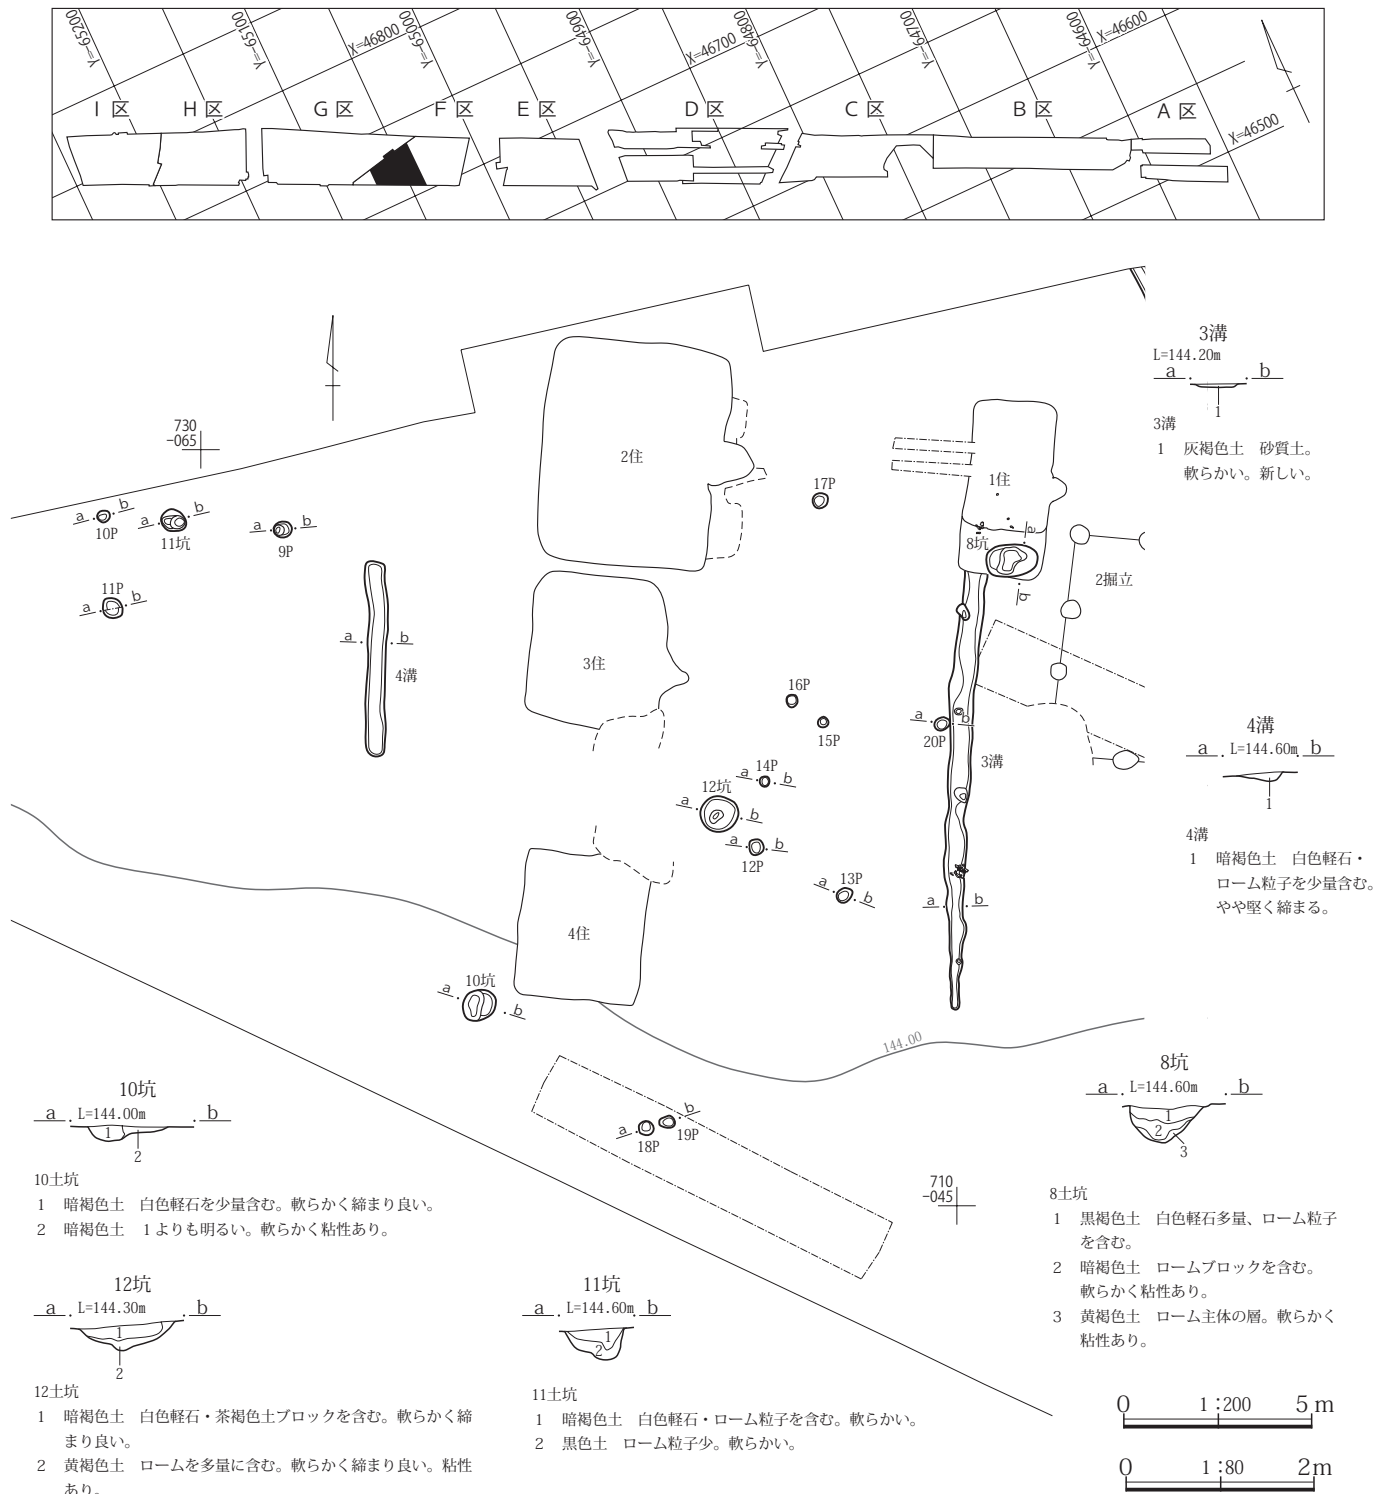 Y=-65200
Y=-65100
X=46800
Y=-65000
Y=-64900
X=46700
Y=-64800
Y=-64700
Y=-64600
X=46600
X=46500
I 区
H 区
G 区
F 区
E 区
D 区
C 区
B 区
A 区
730
-065
2住
17P
1住
8坑
a
b
2掘立
a b
10P
a b
11坑
a b
9P
11P
a b
a b
4溝
3住
16P
15P
a b
20P
3溝
14P
a b
12坑
a b
a b
12P
13P
a b
a b
4住
10坑
a b
144.00
a b
18P
19P
710
-045
3溝
L=144.20m
a b
1
3溝
1 灰褐色土 砂質土。
軟らかい。新しい。
4溝
a L=144.60m b
1
4溝
1 暗褐色土 白色軽石・
ローム粒子を少量含む。
やや堅く締まる。
8坑
a L=144.60m b
1
2
3
8土坑
1 黒褐色土 白色軽石多量、ローム粒子
を含む。
2 暗褐色土 ロームブロックを含む。
軟らかく粘性あり。
3 黄褐色土 ローム主体の層。軟らかく
粘性あり。
10坑
a L=144.00m b
1
2
10土坑
1 暗褐色土 白色軽石を少量含む。軟らかく締まり良い。
2 暗褐色土 1よりも明るい。軟らかく粘性あり。
12坑
a L=144.30m b
1
2
12土坑
1 暗褐色土 白色軽石・茶褐色土ブロックを含む。軟らかく締
まり良い。
2 黄褐色土 ロームを多量に含む。軟らかく締まり良い。粘性
あり。
11坑
a L=144.60m b
1
2
11土坑
1 暗褐色土 白色軽石・ローム粒子を含む。軟らかい。
2 黒色土 ローム粒子少。軟らかい。
0 1:200 5m
0 1:80 2m